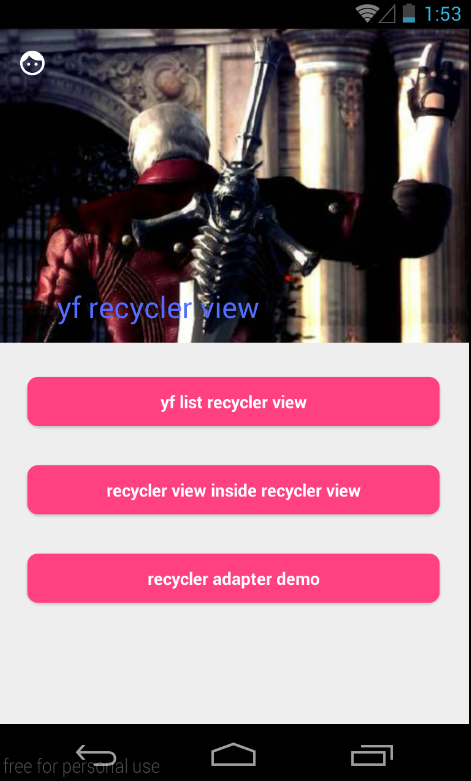 1:53
yf recycler view
yf list recycler view
recycler view inside recycler view
recycler adapter demo
free for personal use